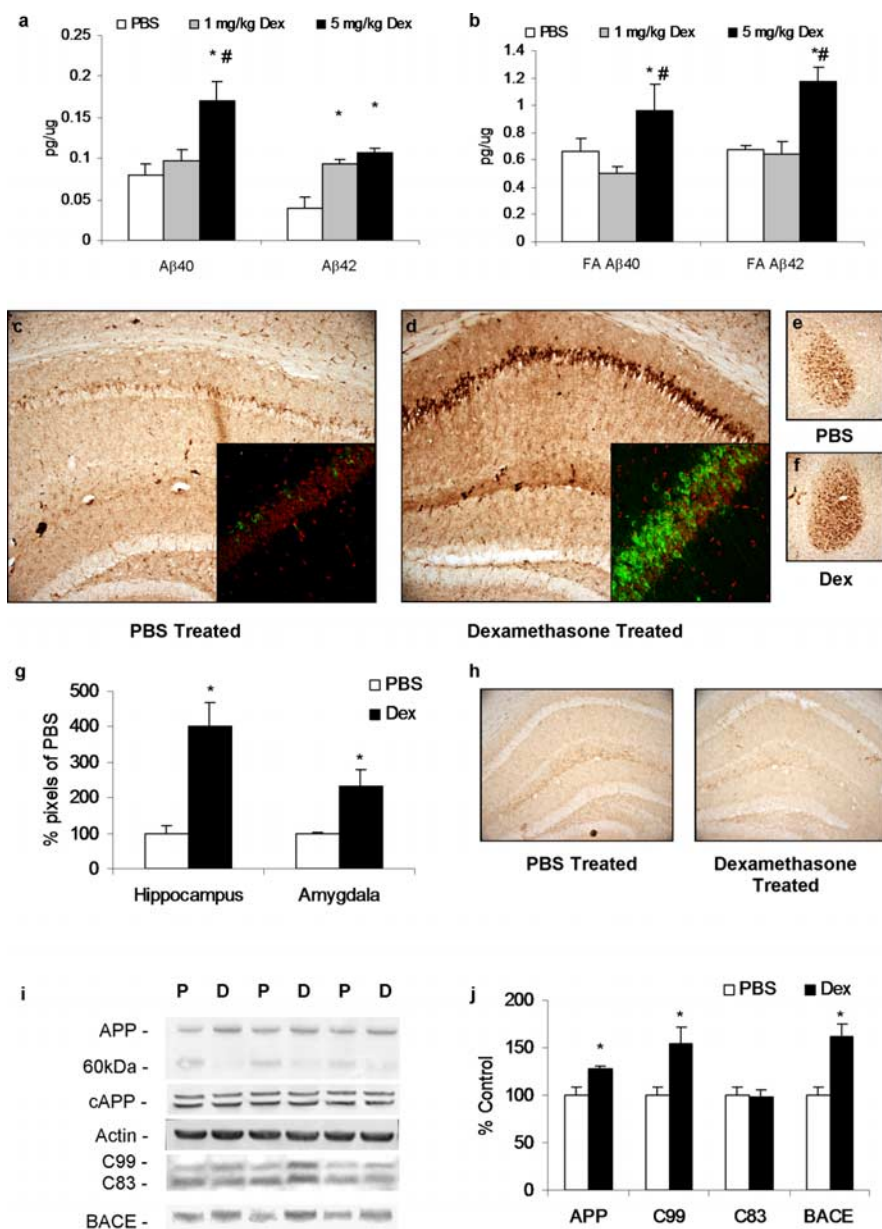 a
PBS 1 mg/kg Dex 5 mg/kg Dex
0.25
0.2
0.15
0.1
0.05
0
pg/ug
* #
*
*
Aβ40 Aβ42
b
PBS 1 mg/kg Dex 5 mg/kg Dex
1.4
1.2
1
0.8
0.6
0.4
0.2
0
pg/ug
* #
*#
FA Aβ40 FA Aβ42
c
d
e
PBS
f
Dex
PBS Treated
Dexamethasone Treated
g
PBS
Dex
500
400
300
200
100
0
% pixels of PBS
*
*
Hippocampus Amygdala
h
PBS Treated
Dexamethasone
Treated
i
P D P D P D
APP -
60kDa -
cAPP -
Actin -
C99 -
C83 -
BACE -
j
PBS Dex
200
150
100
50
0
% Control
*
*
*
APP C99 C83 BACE